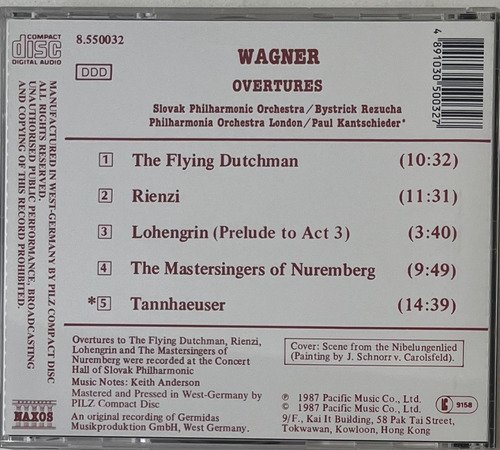 COMPACT
disc
DIGITAL AUDIO
8.550032
DDD
WAGNER
OVERTURES
Slovak Philharmonic Orchestra/Bystrick Rezucha
Philharmonia Orchestra London/Paul Kantschieder*
4891030500327
1 The Flying Dutchman (10:32)
2 Rienzi (11:31)
3 Lohengrin (Prelude to Act 3) (3:40)
4 The Mastersingers of Nuremberg (9:49)
*5 Tannhaeuser (14:39)
MANUFACTURED IN WEST-GERMANY BY PILZ COMPACT DISC
ALL RIGHTS RESERVED.
UNAUTHORISED PUBLIC PERFORMANCE, BROADCASTING
AND COPYING OF THIS RECORD PROHIBITED.
Overtures to The Flying Dutchman, Rienzi,
Lohengrin and The Mastersingers of
Nuremberg were recorded at the Concert
Hall of Slovak Philharmonic
Music Notes: Keith Anderson
Mastered and Pressed in West-Germany by
PILZ Compact Disc
An original recording of Germidas
Musikproduktion GmbH, West Germany.
Cover: Scene from the Nibelungenlied
(Painting by J. Schnorr v. Carolsfeld).
℗ 1987 Pacific Music Co., Ltd.
© 1987 Pacific Music Co., Ltd.
9/F., Kai It Building, 58 Pak Tai Street,
Tokwawan, Kowloon, Hong Kong
9158
NAXOS